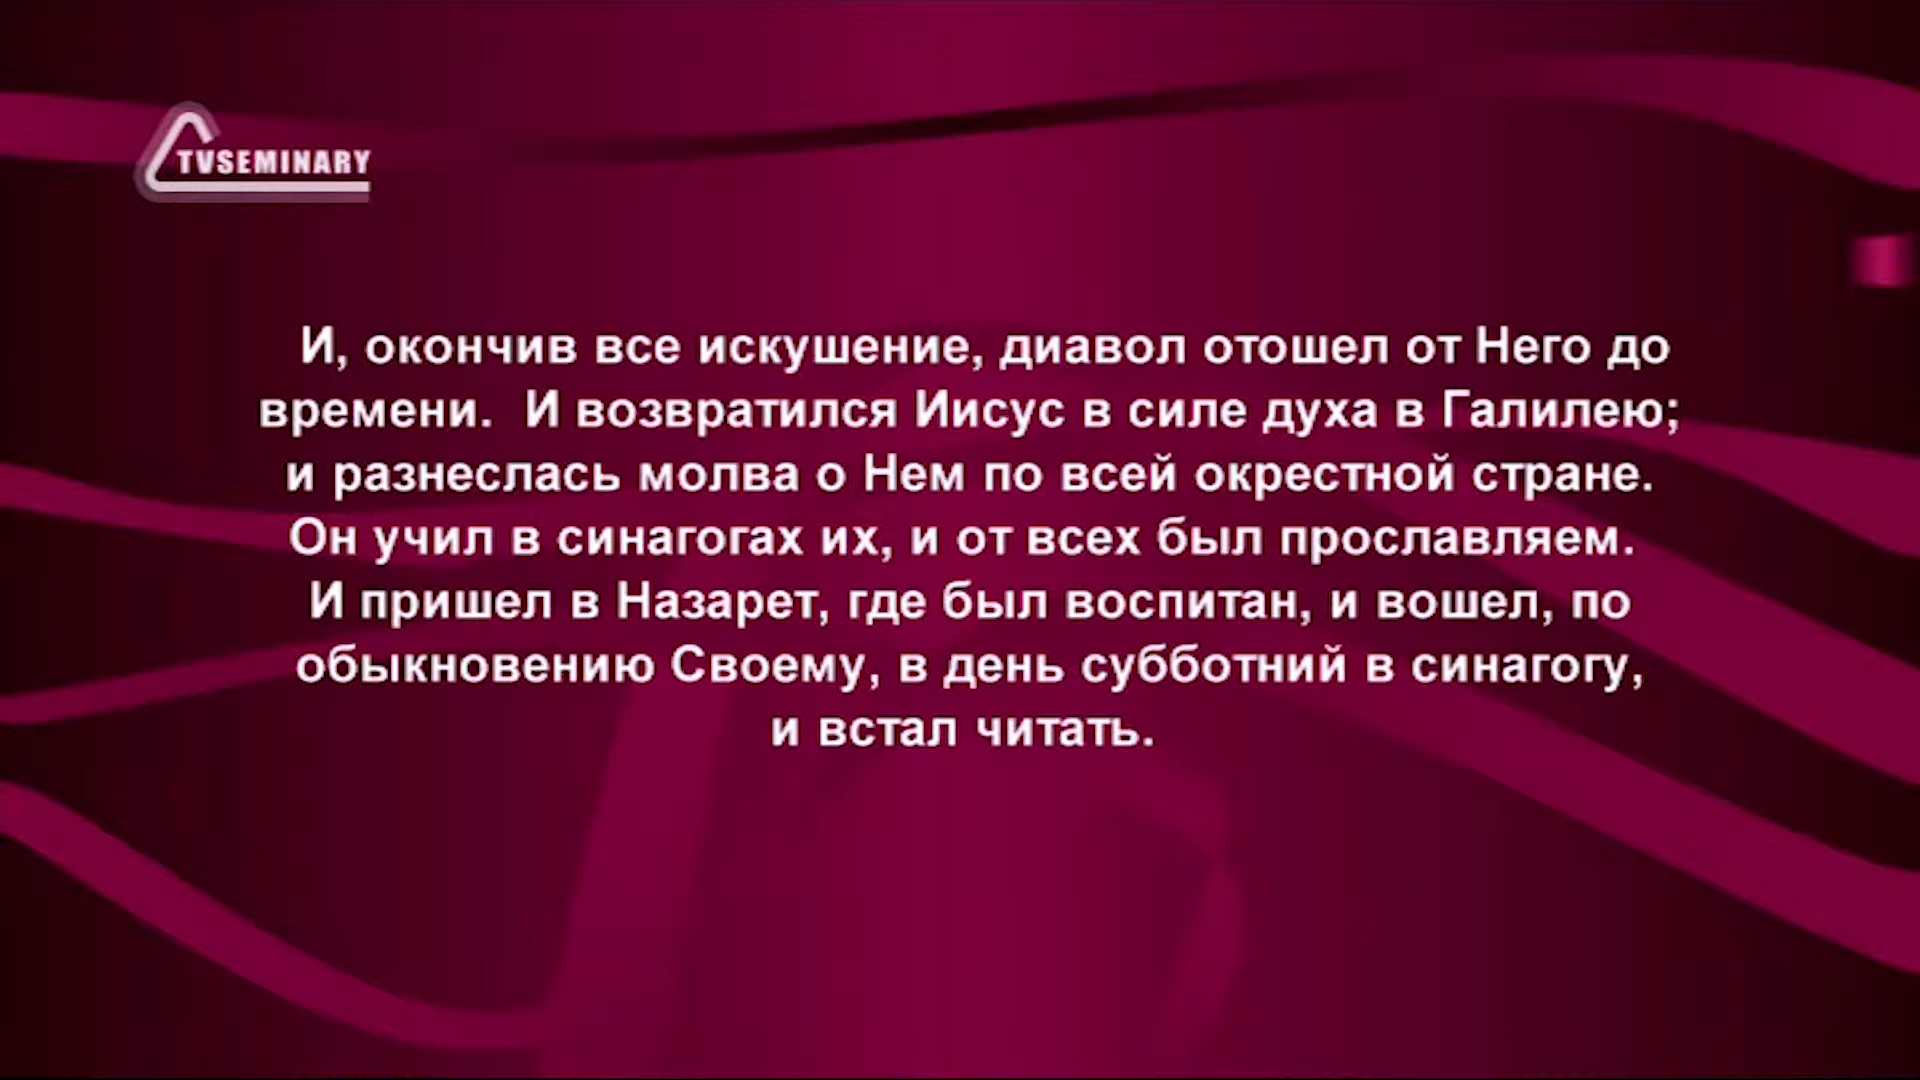 TVSEMINARY
И, окончив все искушение, диавол отошел от Него до
времени. И возвратился Иисус в силе духа в Галилею;
и разнеслась молва о Нем по всей окрестной стране.
Он учил в синагогах их, и от всех был прославляем.
И пришел в Назарет, где был воспитан, и вошел, по
обыкновению Своему, в день субботний в синагогу,
и встал читать.